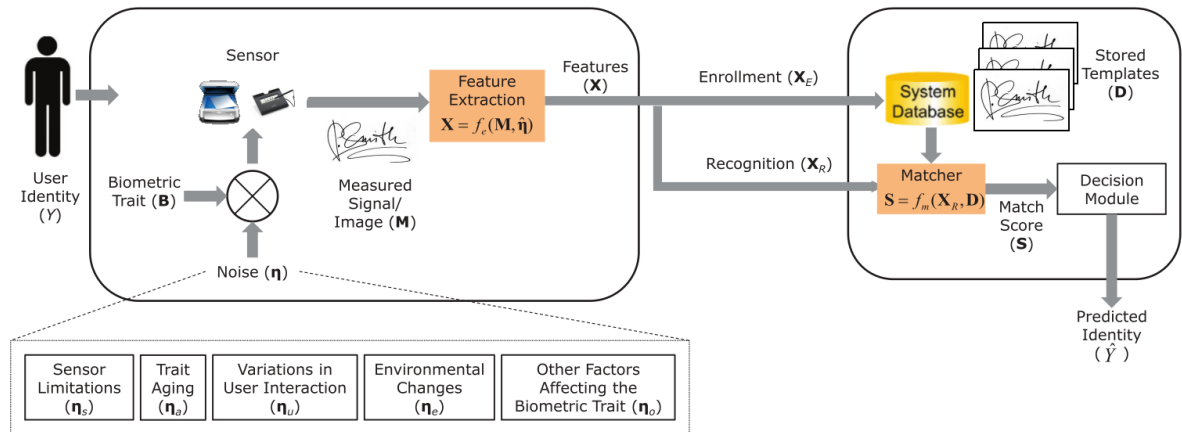 User
Identity
(Y)
Sensor
Biometric
Trait (B)
Noise (η)
Measured
Signal/
Image (M)
P.Smith
Feature
Extraction
X = f_e(M, η̂)
Features
(X)
Enrollment (X_E)
Recognition (X_R)
System
Database
P.Smith
Stored
Templates
(D)
Matcher
S = f_m(X_R, D)
Match
Score
(S)
Decision
Module
Predicted
Identity
(Ŷ)
Sensor
Limitations
(η_s)
Trait
Aging
(η_a)
Variations in
User Interaction
(η_u)
Environmental
Changes
(η_e)
Other Factors
Affecting the
Biometric Trait (η_o)